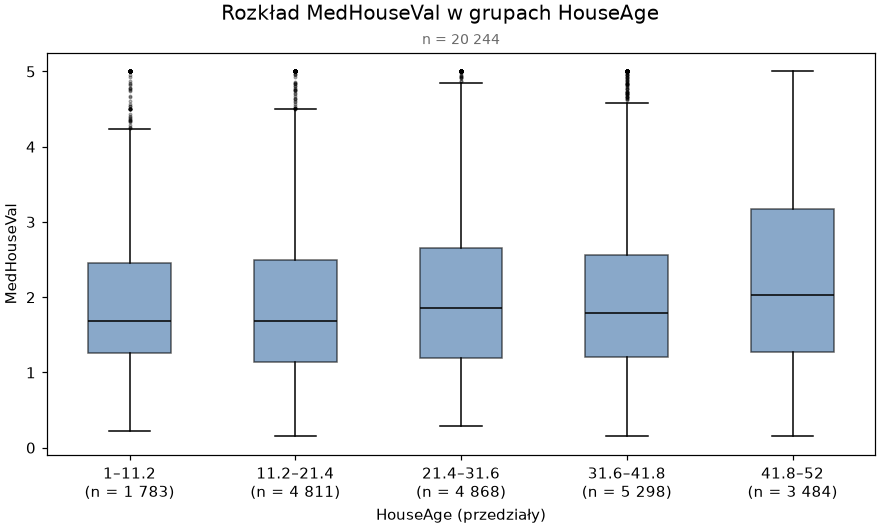 Rozkład MedHouseVal w grupach HouseAge
n = 20 244
MedHouseVal
5
4
3
2
1
0
1–11.2 11.2–21.4 21.4–31.6 31.6–41.8 41.8–52
(n = 1 783) (n = 4 811) (n = 4 868) (n = 5 298) (n = 3 484)
HouseAge (przedziały)